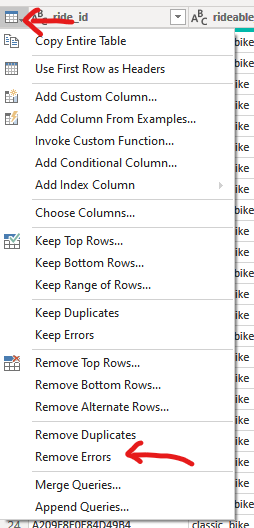 ABC ride_id ABC rideable
Copy Entire Table
Use First Row as Headers
Add Custom Column...
Add Column From Examples...
Invoke Custom Function...
Add Conditional Column...
Add Index Column
Choose Columns...
Keep Top Rows...
Keep Bottom Rows...
Keep Range of Rows...
Keep Duplicates
Keep Errors
Remove Top Rows...
Remove Bottom Rows...
Remove Alternate Rows...
Remove Duplicates
Remove Errors
Merge Queries...
Append Queries...
24 A209F8F0F84D49B4 classic_bike